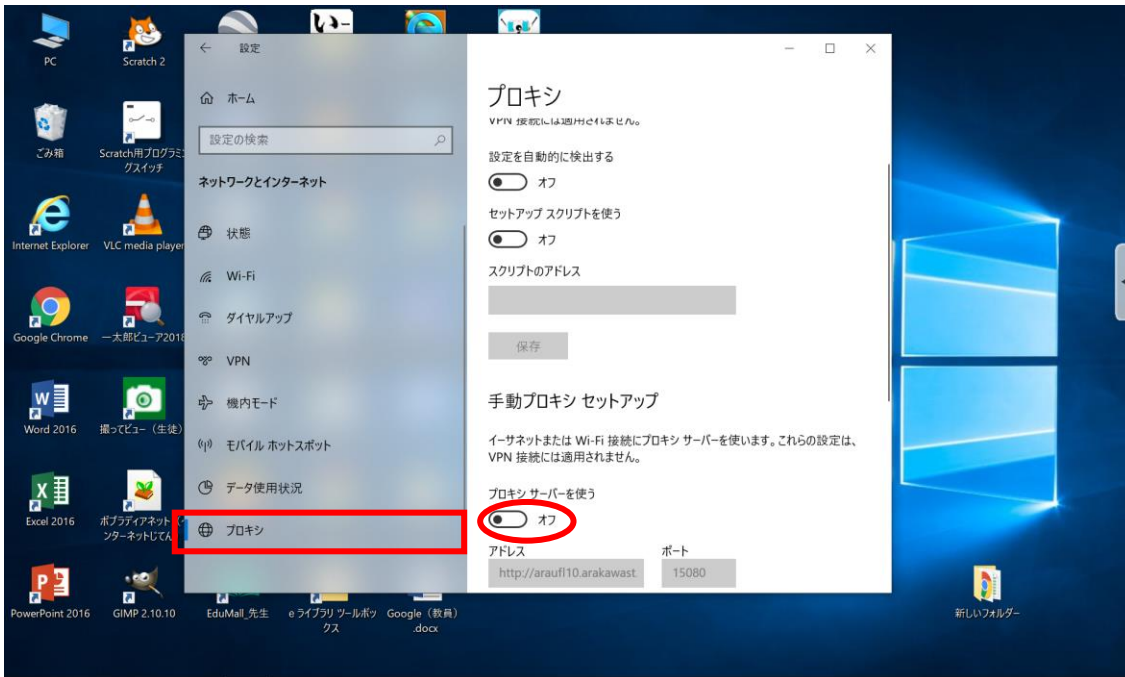 PC
Scratch 2
ごみ箱
Scratch用プログラミ
グスイッチ
Internet Explorer
VLC media player
Google Chrome
一太郎ビューア2018
Word 2016
撮ってビュー（生徒）
Excel 2016
ポプラディアネット（
ンターネットじてん
PowerPoint 2016
GIMP 2.10.10
EduMall_先生
e ライブラリ ツールボッ
クス
Google（教員）
.docx
い-
設定
ホーム
設定の検索
ネットワークとインターネット
状態
Wi-Fi
ダイヤルアップ
VPN
機内モード
モバイル ホットスポット
データ使用状況
プロキシ
プロキシ
VPN 接続には適用されません。
設定を自動的に検出する
オフ
セットアップ スクリプトを使う
オフ
スクリプトのアドレス
保存
手動プロキシ セットアップ
イーサネットまたは Wi-Fi 接続にプロキシ サーバーを使います。これらの設定は、
VPN 接続には適用されません。
プロキシ サーバーを使う
オフ
アドレス
ポート
http://araufl10.arakawast
15080
新しいフォルダー